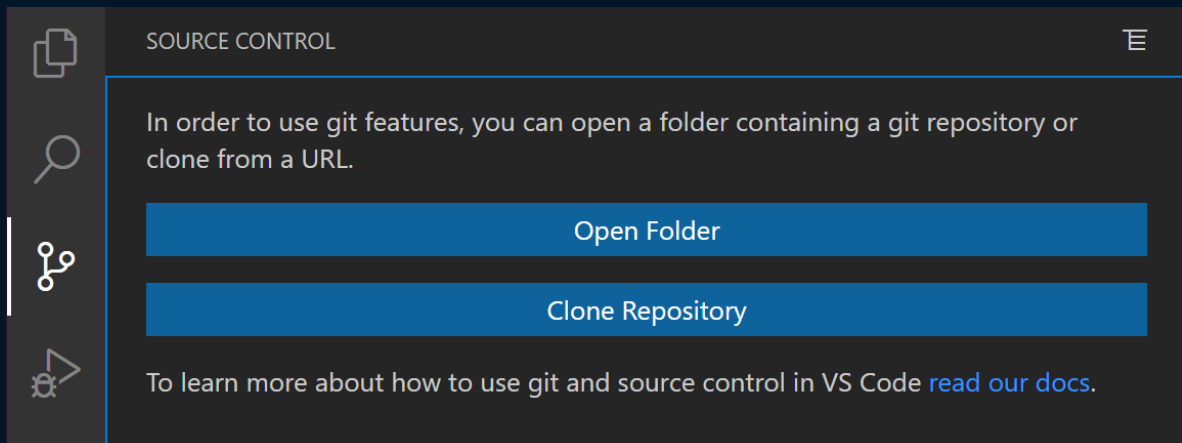 SOURCE CONTROL
In order to use git features, you can open a folder containing a git repository or
clone from a URL.
Open Folder
Clone Repository
To learn more about how to use git and source control in VS Code read our docs.